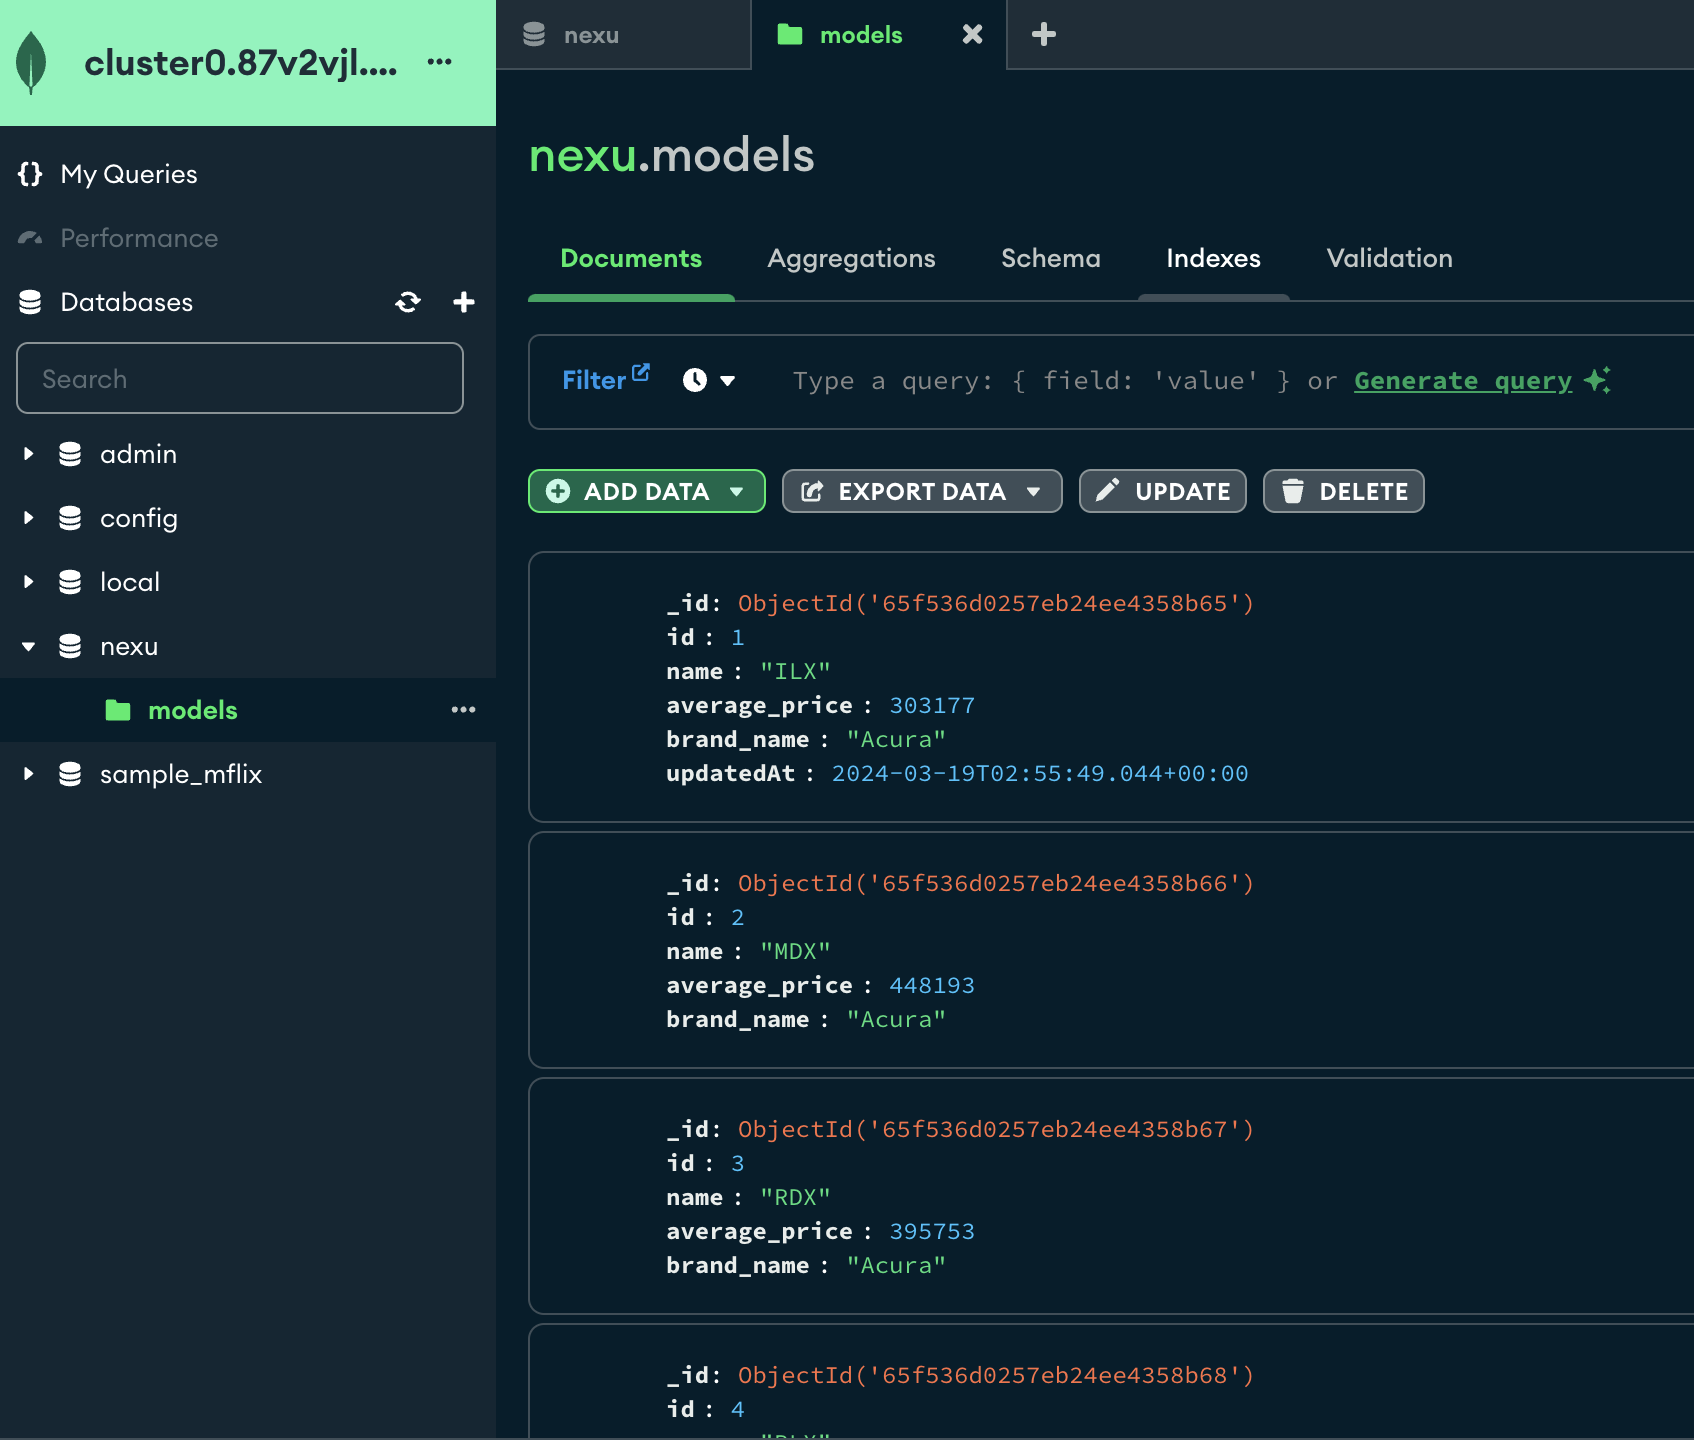 cluster0.87v2vjl....
My Queries
Performance
Databases
Search
admin
config
local
nexu
models
sample_mflix
nexu
models
nexu.models
Documents Aggregations Schema Indexes Validation
Filter Type a query: { field: 'value' } or Generate query
ADD DATA EXPORT DATA UPDATE DELETE
_id: ObjectId('65f536d0257eb24ee4358b65')
id : 1
name : "ILX"
average_price : 303177
brand_name : "Acura"
updatedAt : 2024-03-19T02:55:49.044+00:00
_id: ObjectId('65f536d0257eb24ee4358b66')
id : 2
name : "MDX"
average_price : 448193
brand_name : "Acura"
_id: ObjectId('65f536d0257eb24ee4358b67')
id : 3
name : "RDX"
average_price : 395753
brand_name : "Acura"
_id: ObjectId('65f536d0257eb24ee4358b68')
id : 4